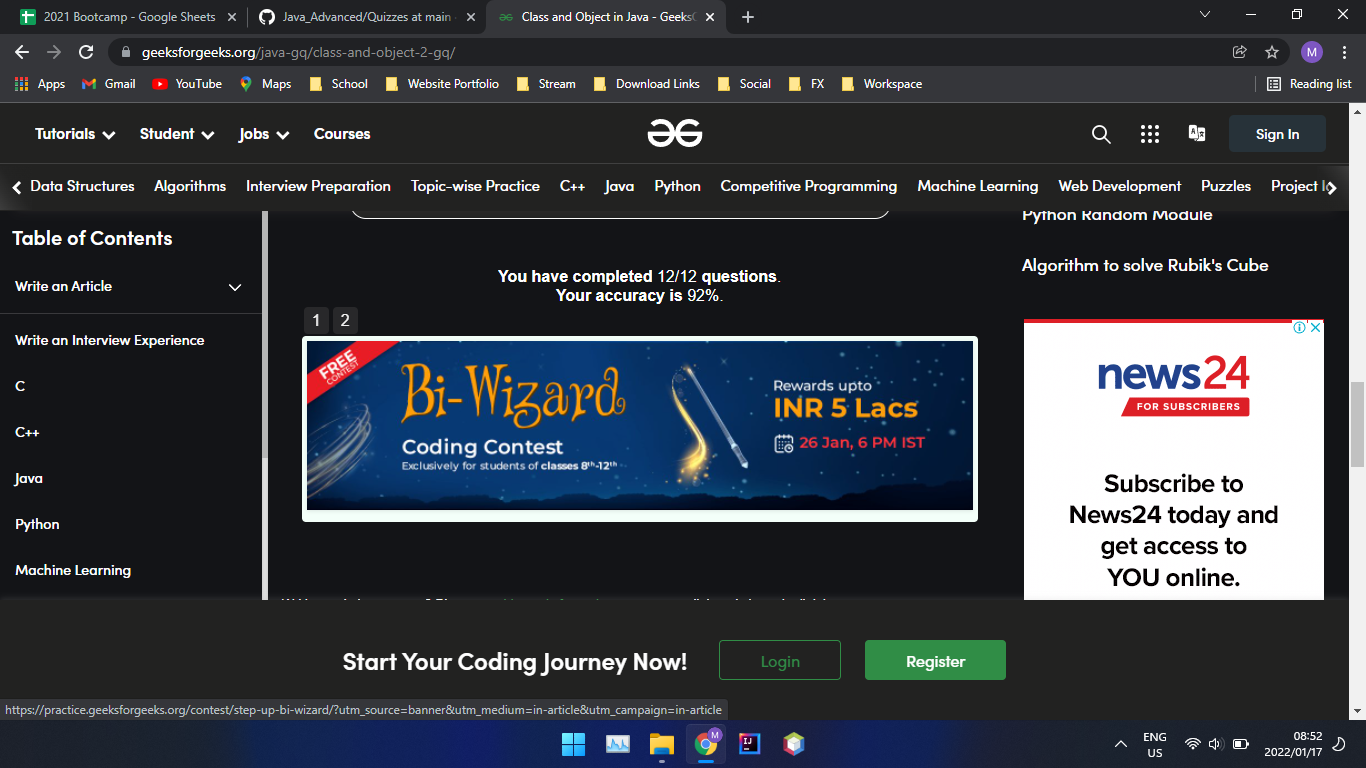 2021 Bootcamp - Google Sheets
Java_Advanced/Quizzes at main
Class and Object in Java - GeeksC
geeksforgeeks.org/java-gq/class-and-object-2-gq/
M
Apps Gmail YouTube Maps School Website Portfolio Stream Download Links Social FX Workspace Reading list
Tutorials Student Jobs Courses Sign In
Data Structures Algorithms Interview Preparation Topic-wise Practice C++ Java Python Competitive Programming Machine Learning Web Development Puzzles Project
Python Random Module
Table of Contents
Algorithm to solve Rubik's Cube
Write an Article
You have completed 12/12 questions.
Your accuracy is 92%.
1 2
Write an Interview Experience
C
C++
Java
Python
Machine Learning
FREE
CONTEST
Bi-Wizard
Coding Contest
Exclusively for students of classes 8th-12th
Rewards upto
INR 5 Lacs
26 Jan, 6 PM IST
news24
FOR SUBSCRIBERS
Subscribe to
News24 today and
get access to
YOU online.
Start Your Coding Journey Now!
Login
Register
https://practice.geeksforgeeks.org/contest/step-up-bi-wizard/?utm_source=banner&utm_medium=in-article&utm_campaign=in-article
M
IJ
ENG
US
08:52
2022/01/17